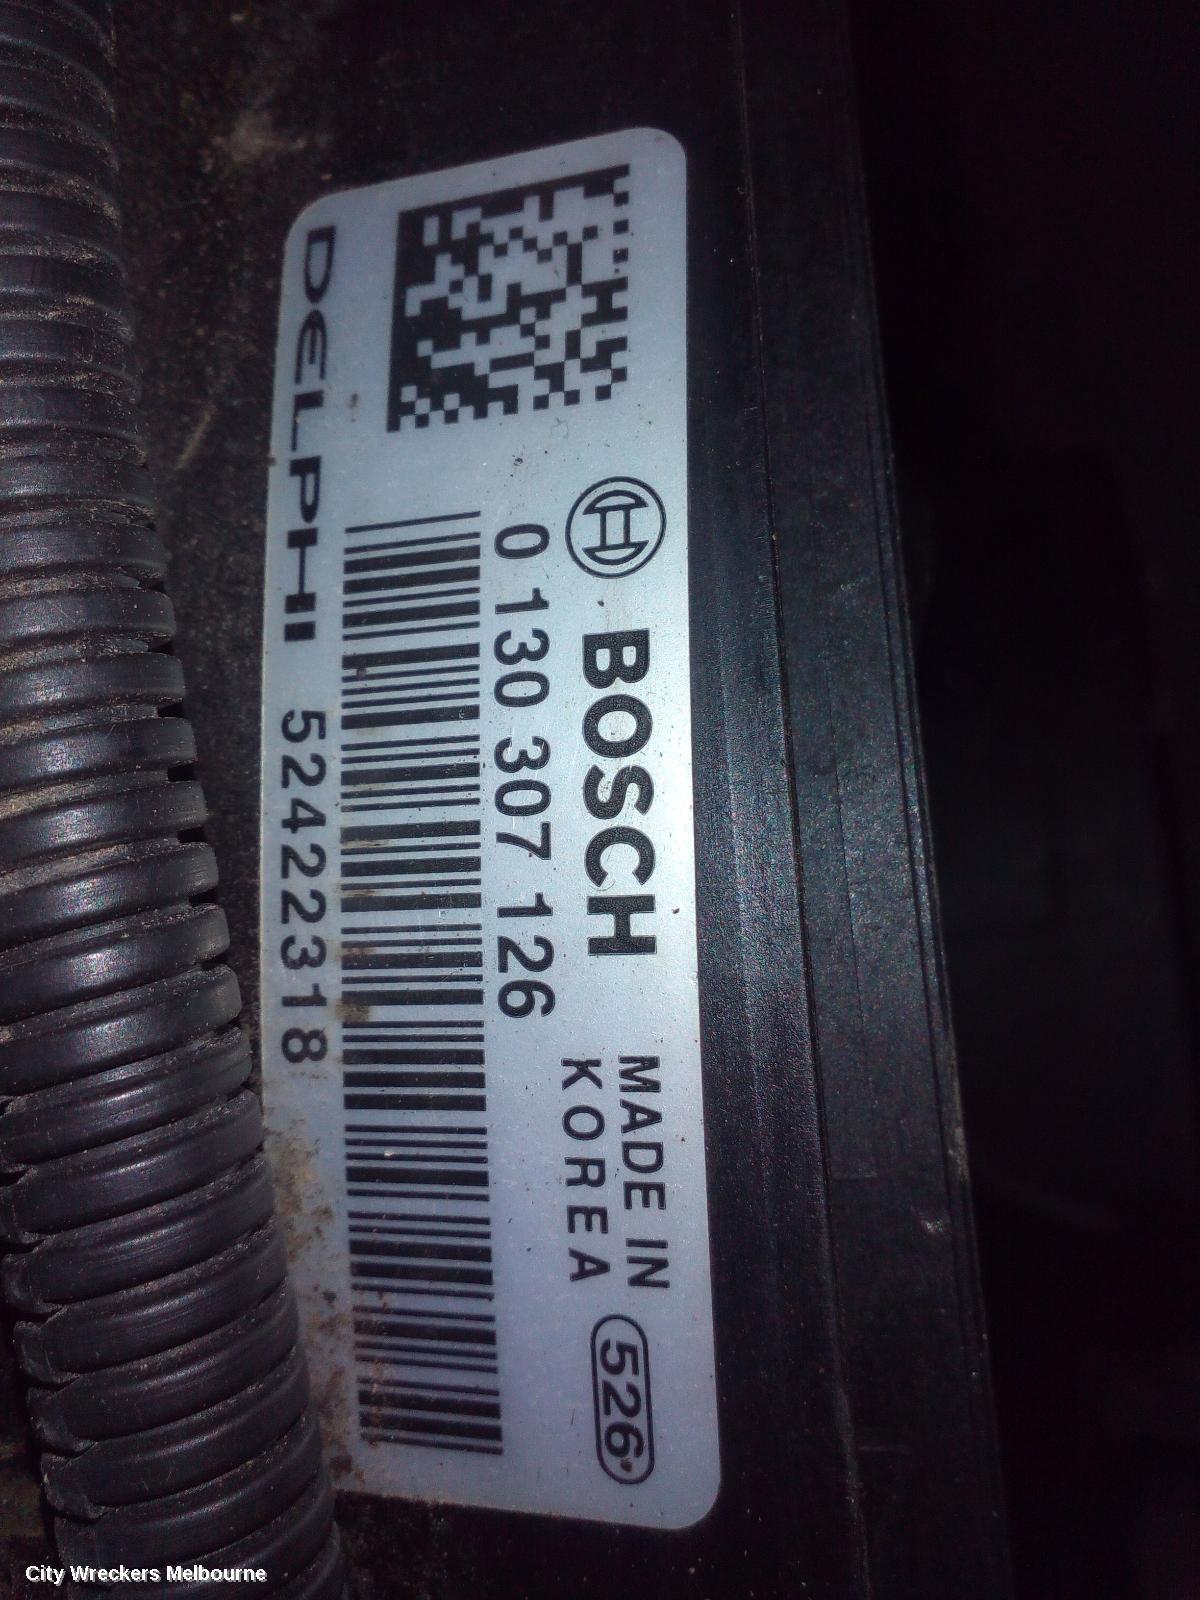 BOSCH
MADE IN
KOREA
526
0 130 307 126
DELPHI 52422318
City Wreckers Melbourne